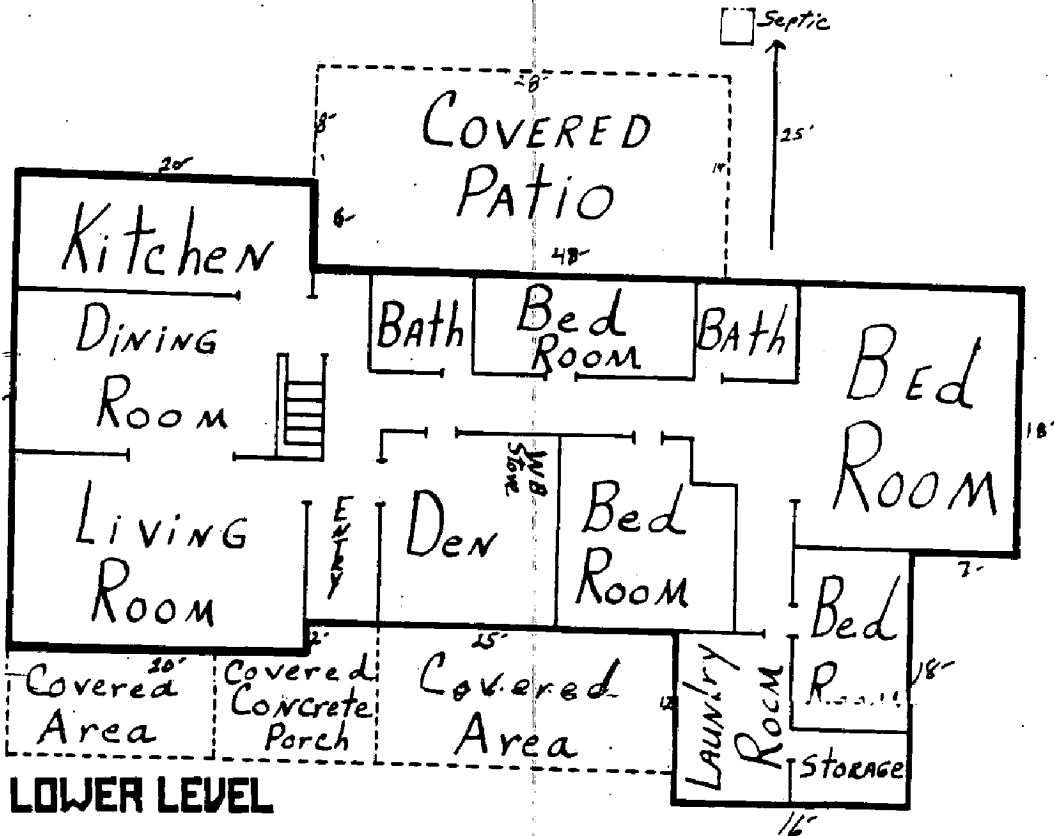 Septic
28'
8'
COVERED
PATIO
25'
14'
20'
6'
48'
Kitchen
DINING
ROOM
BATH
Bed
ROOM
BATH
BEd
ROOM
18'
WB
Stove
LIVING
ROOM
ENTRY
DEN
Bed
ROOM
7'
Bed
18'
2'
25'
20'
Covered
Area
Covered
CONCRETE
Porch
Covered
Area
12'
LAUNdry
ROOM
STORAGE
16'
LOWER LEVEL